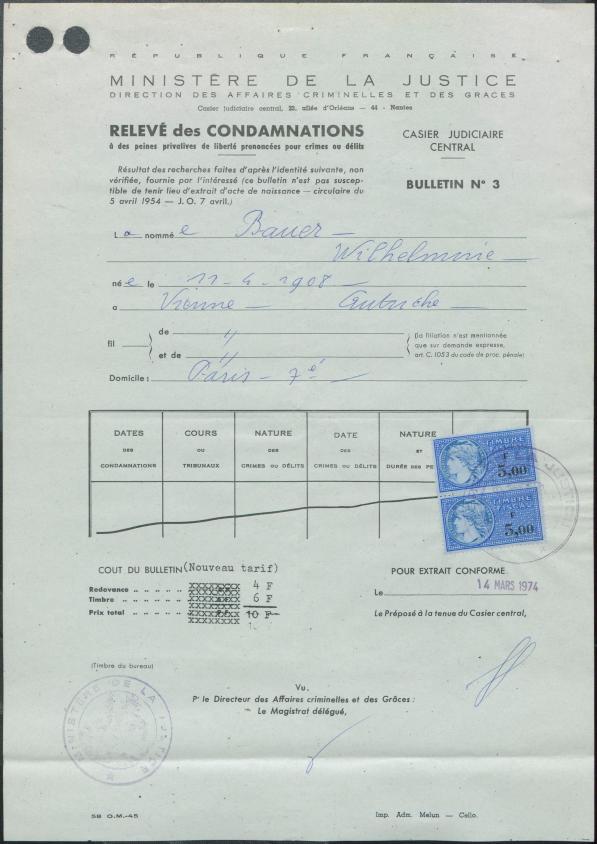 RÉPUBLIQUE FRANÇAISE
MINISTÈRE DE LA JUSTICE
DIRECTION DES AFFAIRES CRIMINELLES ET DES GRACES
Casier judiciaire central, 23, allée d'Orléans — 44 - Nantes
RELEVÉ des CONDAMNATIONS
à des peines privatives de liberté prononcées pour crimes ou délits
CASIER JUDICIAIRE
CENTRAL
Résultat des recherches faites d'après l'identité suivante, non
vérifiée, fournie par l'intéressé (ce bulletin n'est pas suscep-
tible de tenir lieu d'extrait d'acte de naissance — circulaire du
5 avril 1954 — J. O. 7 avril.)
BULLETIN N° 3
La nommée Bauer —
Wilhelmine —
née le 11-4-1908 —
a Vienne — Autriche —
fil { de "
et de "
(la filiation n'est mentionnée
que sur demande expresse,
art. C. 1053 du code de proc. pénale)
Domicile : Paris - 7è —
DATES DES CONDAMNATIONS
COURS OU TRIBUNAUX
NATURE DES CRIMES OU DÉLITS
DATE DES CRIMES OU DÉLITS
NATURE ET DURÉE DES PE
TIMBRE FISCAL
F
5,00
TIMBRE FISCAL
F
5,00
COUT DU BULLETIN (Nouveau tarif)
Redevance 4 F
Timbre 6 F
Prix total 10 F
POUR EXTRAIT CONFORME
Le 14 MARS 1974
Le Préposé à la tenue du Casier central,
(Timbre du bureau)
MINISTÈRE DE LA JUSTICE
Vu.
Pr le Directeur des Affaires criminelles et des Grâces :
Le Magistrat délégué,
58 O.M.-45
Imp. Adm. Melun — Cello.